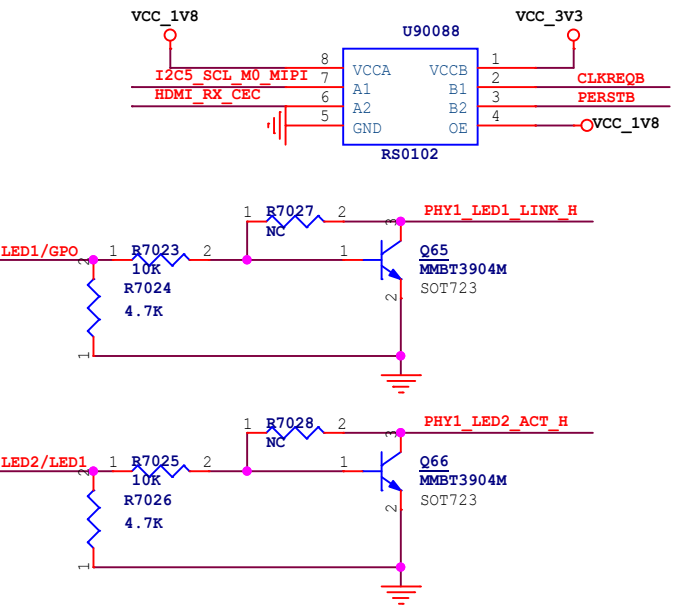 VCC_1V8
VCC_3V3
U90088
8
VCCA
VCCB
1
I2C5_SCL_M0_MIPI
7
A1
B1
2
CLKREQB
HDMI_RX_CEC
6
A2
B2
3
PERSTB
5
GND
OE
4
VCC_1V8
RS0102
1
R7027
2
PHY1_LED1_LINK_H
NC
3
LED1/GPO
2
1
R7023
2
10K
1
Q65
MMBT3904M
SOT723
R7024
4.7K
2
1
1
R7028
2
PHY1_LED2_ACT_H
NC
3
LED2/LED1
2
1
R7025
2
10K
1
Q66
MMBT3904M
SOT723
R7026
4.7K
2
1